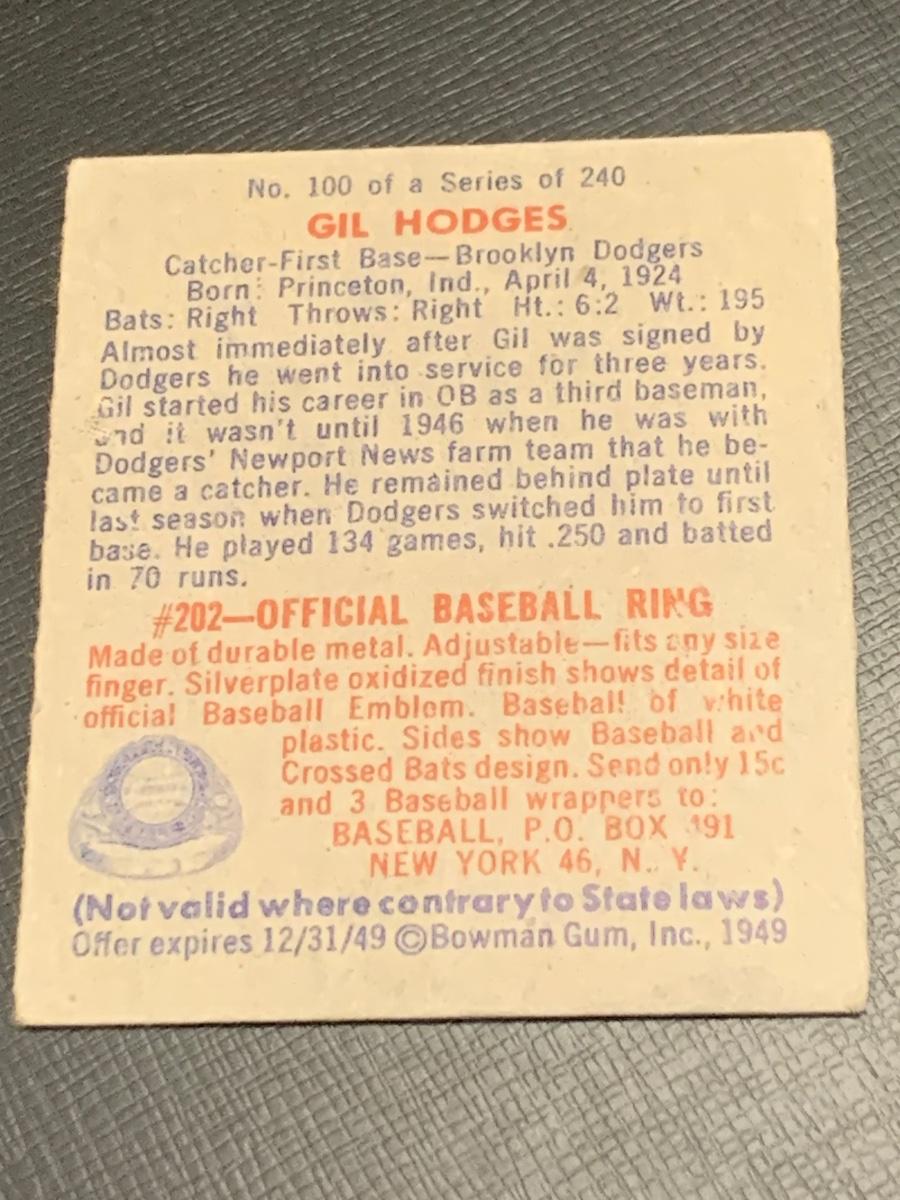 No. 100 of a Series of 240
GIL HODGES
Catcher-First Base—Brooklyn Dodgers
Born: Princeton, Ind., April 4, 1924
Bats: Right Throws: Right Ht.: 6:2 Wt.: 195
Almost immediately after Gil was signed by
Dodgers he went into service for three years.
Gil started his career in OB as a third baseman,
and it wasn't until 1946 when he was with
Dodgers' Newport News farm team that he be-
came a catcher. He remained behind plate until
last season when Dodgers switched him to first
base. He played 134 games, hit .250 and batted
in 70 runs.
#202—OFFICIAL BASEBALL RING
Made of durable metal. Adjustable—fits any size
finger. Silverplate oxidized finish shows detail of
official Baseball Emblem. Baseball of white
plastic. Sides show Baseball and
Crossed Bats design. Send only 15c
and 3 Baseball wrappers to:
BASEBALL, P.O. BOX 491
NEW YORK 46, N. Y.
(Not valid where contrary to State laws)
Offer expires 12/31/49 ©Bowman Gum, Inc., 1949